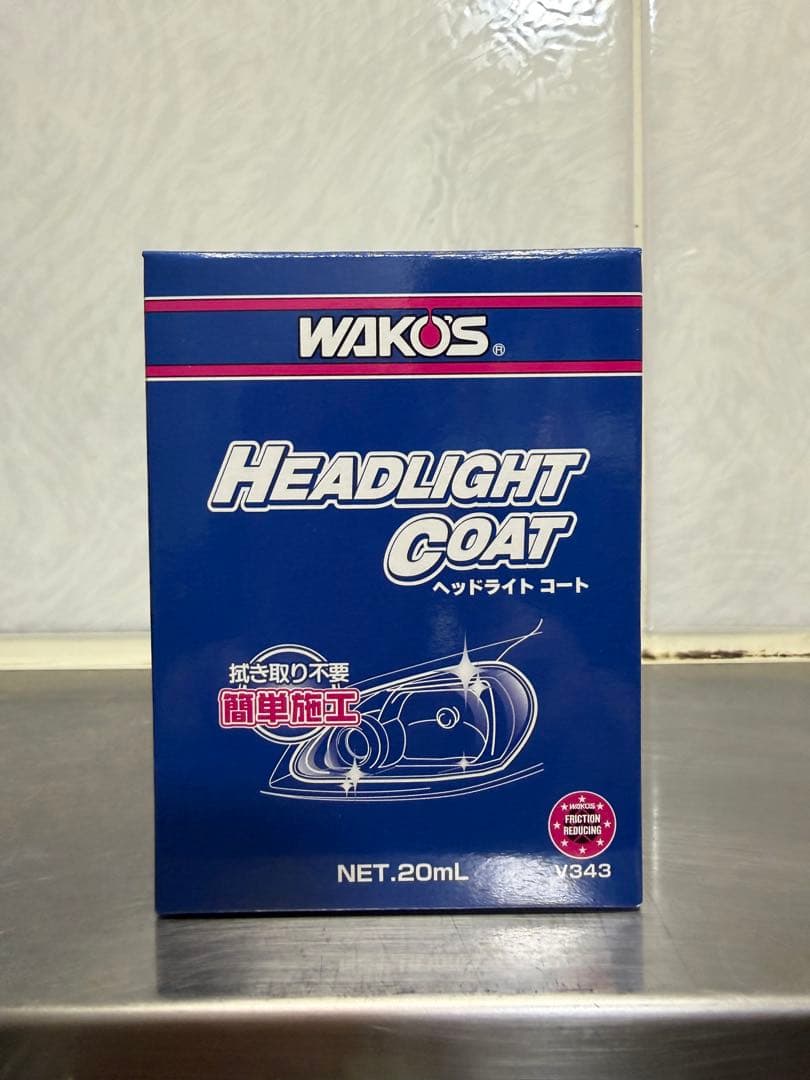 WAKO'S®
HEADLIGHT
COAT
ヘッドライト コート
拭き取り不要
簡単施工
WAKO'S
FRICTION
REDUCING
NET.20mL
V343